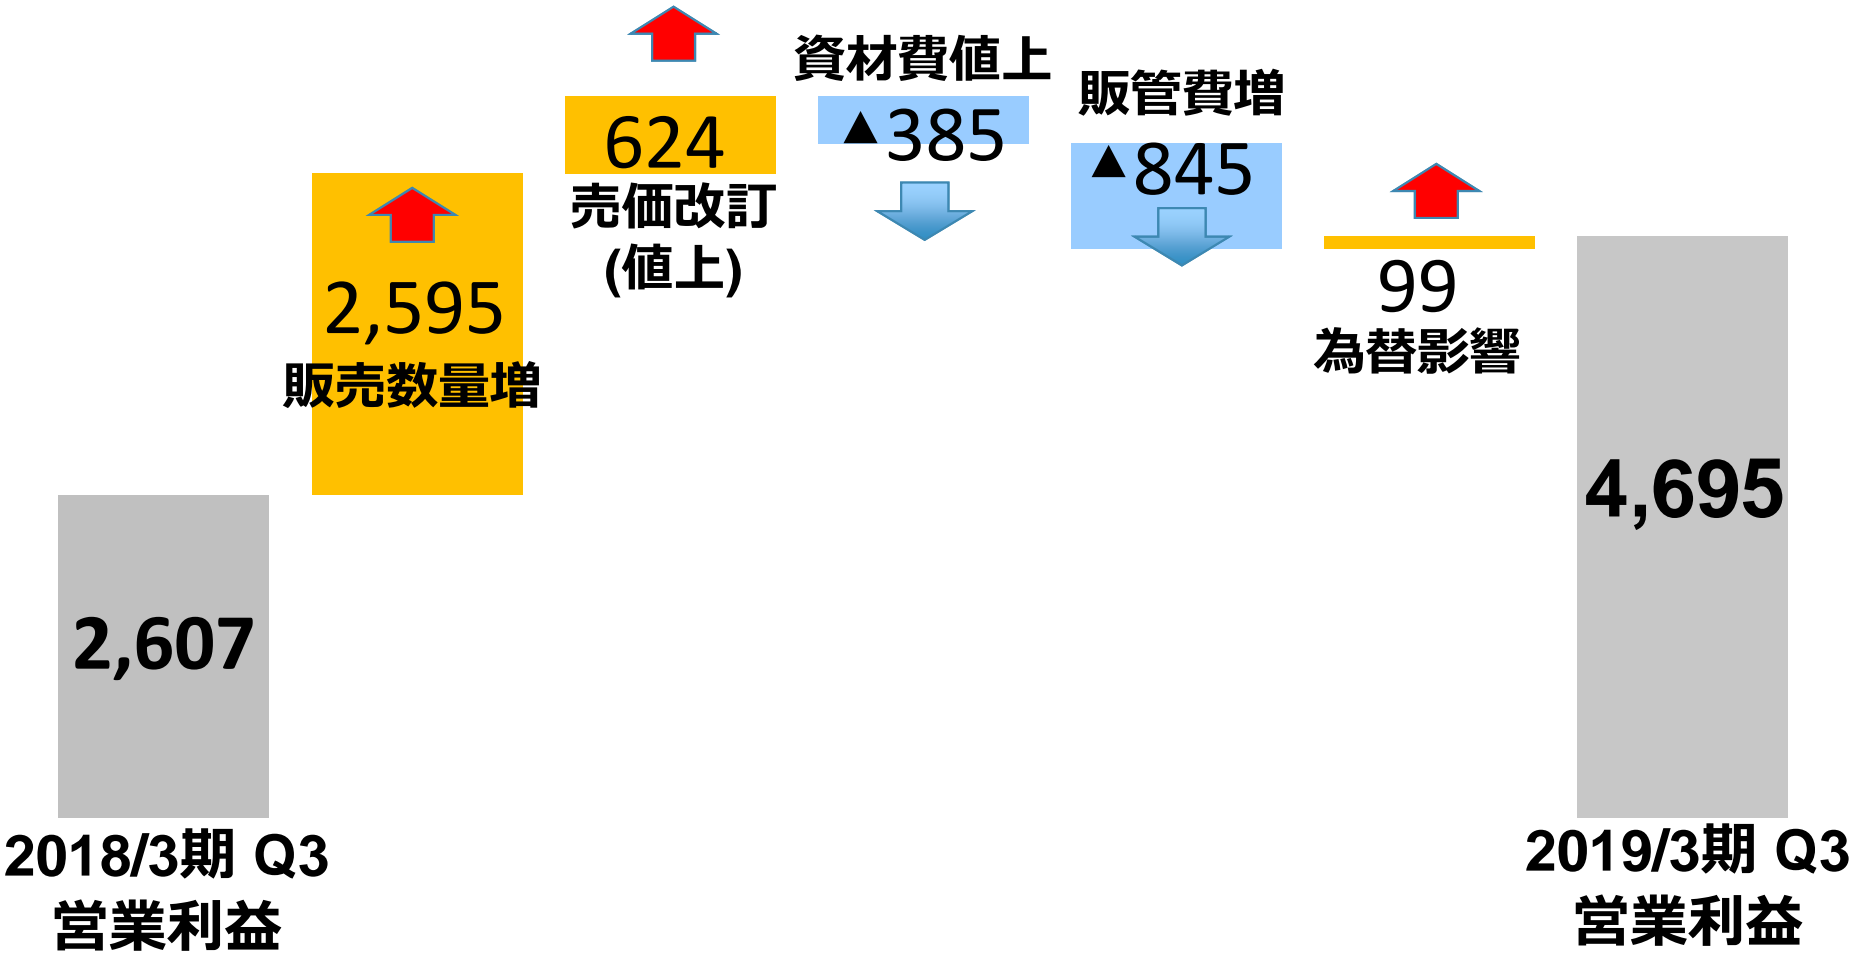 2,607
2018/3期 Q3
営業利益
2,595
販売数量増
624
売価改訂
(値上)
資材費値上
▲385
販管費増
▲845
99
為替影響
4,695
2019/3期 Q3
営業利益